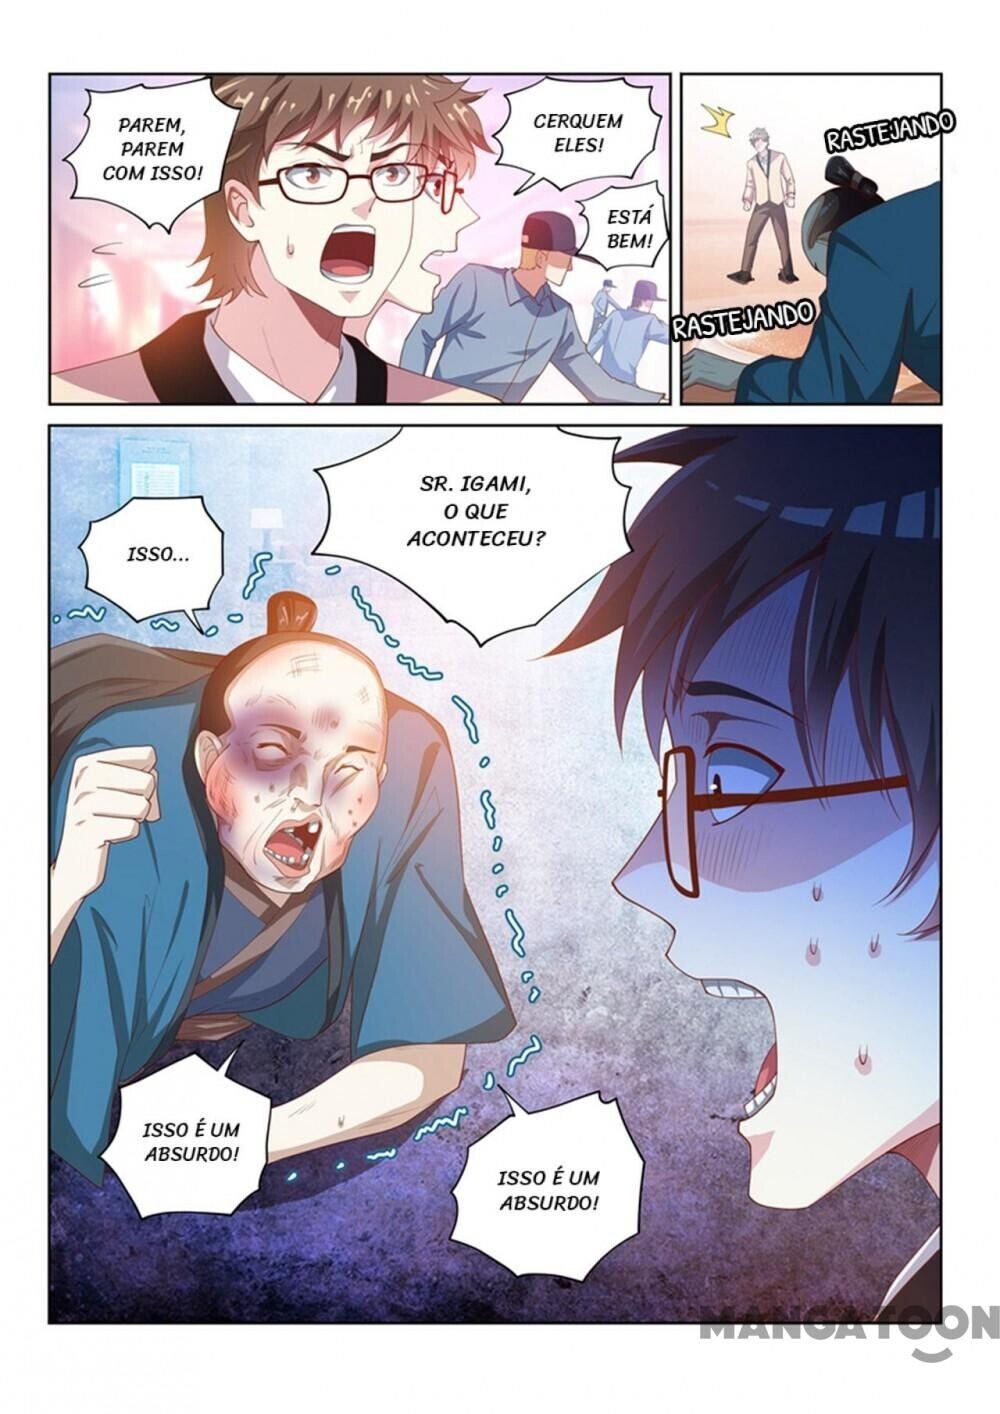 PAREM,
PAREM
COM ISSO!
CERQUEM
ELES!
ESTÁ
BEM!
RASTEJANDO
RASTEJANDO
SR. IGAMI,
O QUE
ACONTECEU?
ISSO...
ISSO É UM
ABSURDO!
ISSO É UM
ABSURDO!
MANGATOON